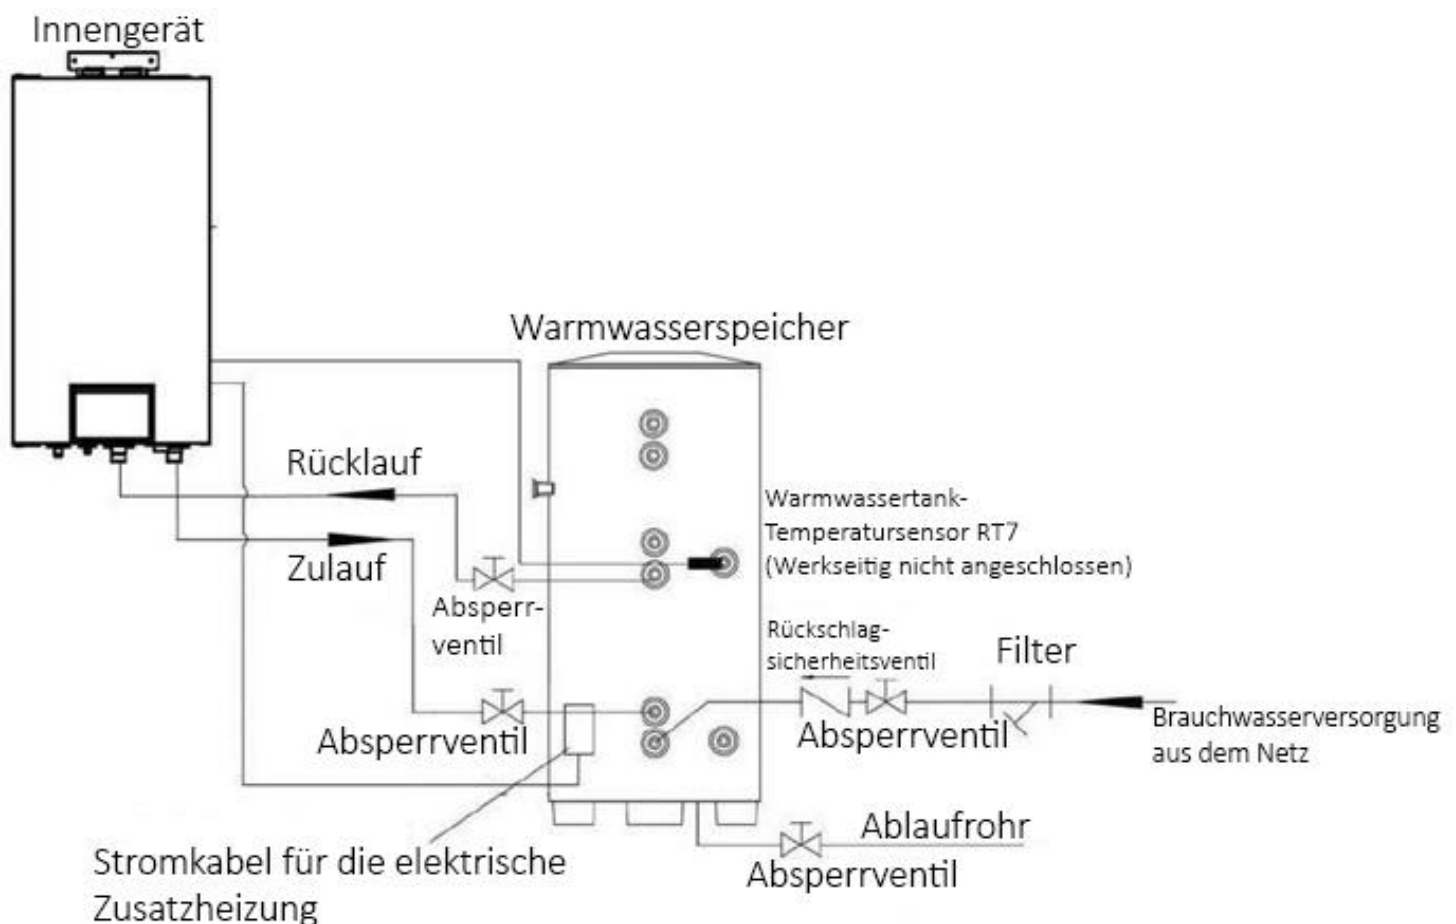 Innengerät
Warmwasserspeicher
Rücklauf
Zulauf
Absperr-
ventil
Warmwassertank-
Temperatursensor RT7
(Werkseitig nicht angeschlossen)
Rückschlag-
sicherheitsventil
Filter
Absperrventil
Absperrventil
Brauchwasserversorgung
aus dem Netz
Ablaufrohr
Absperrventil
Stromkabel für die elektrische
Zusatzheizung